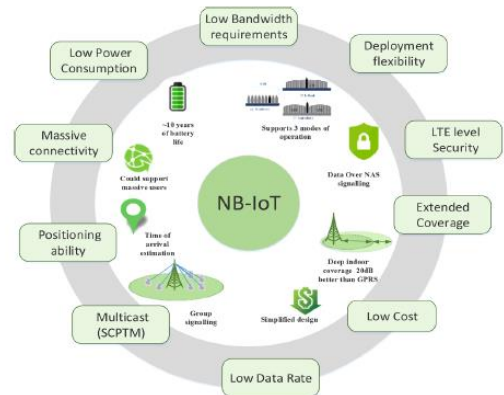 Low Bandwidth
requirements
Low Power
Consumption
Deployment
flexibility
~10 years
of battery
life
Supports 3 modes of
operation
Massive
connectivity
LTE level
Security
Could support
massive users
Data Over NAS
signalling
NB-IoT
Positioning
ability
Extended
Coverage
Time of
arrival
estimation
Deep indoor
coverage 20dB
better than GPRS
Multicast
(SCPTM)
Group
signalling
Simplified design
Low Cost
Low Data Rate